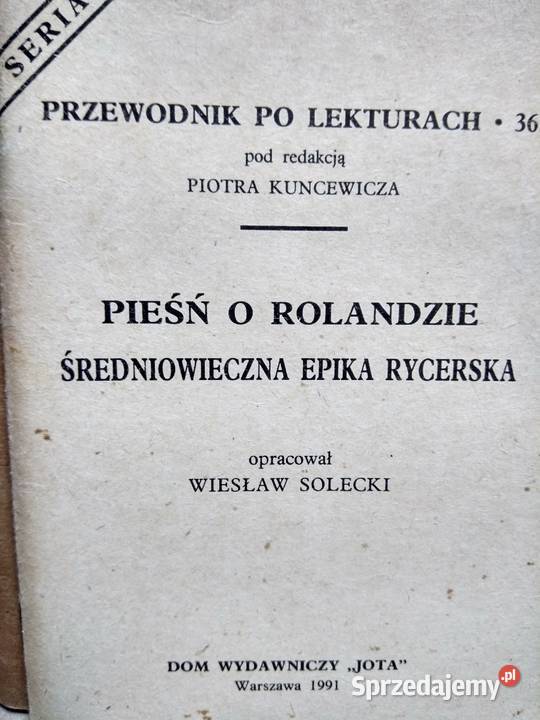 SERIA
PRZEWODNIK PO LEKTURACH • 36
pod redakcją
PIOTRA KUNCEWICZA
PIEŚŃ O ROLANDZIE
ŚREDNIOWIECZNA EPIKA RYCERSKA
opracował
WIESŁAW SOLECKI
DOM WYDAWNICZY „JOTA”
Warszawa 1991
Sprzedajemy.pl